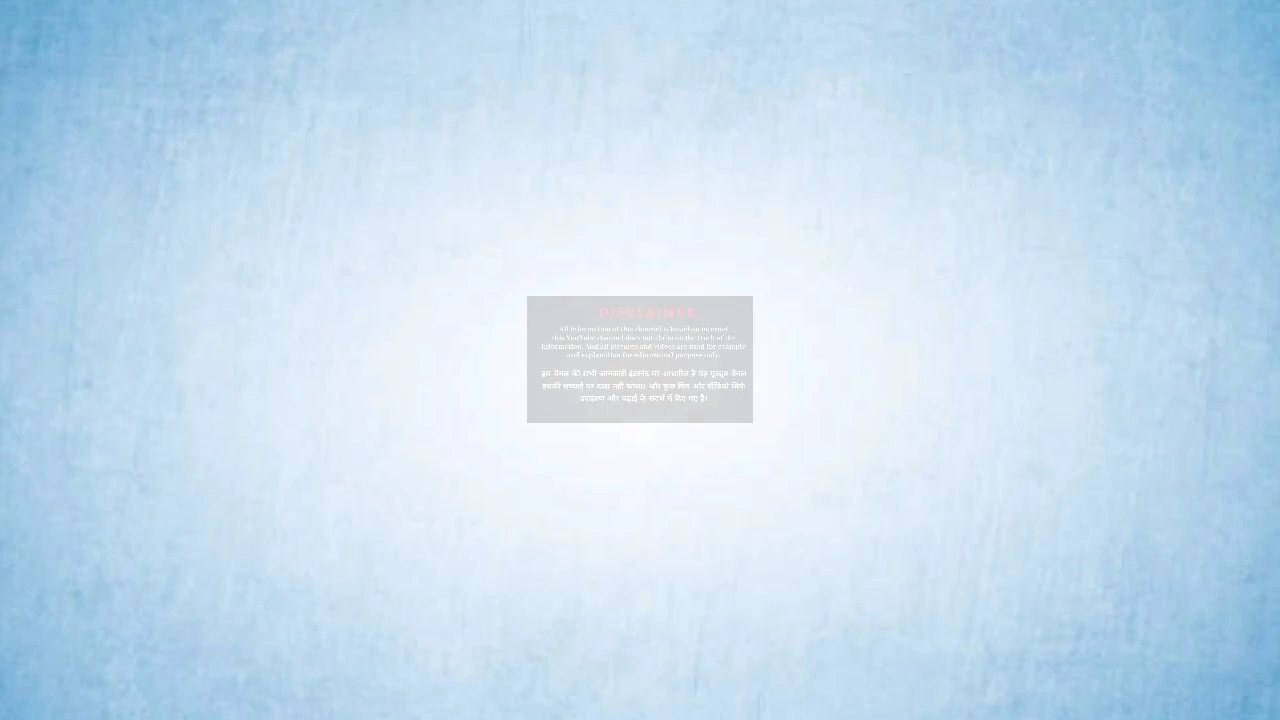 DISCLAIMER
All information of this channel is based on internet
this YouTube channel does not claim on the truth of the
information. And all pictures and videos are used for example
and explanation for educational purpose only.
इस चैनल की सभी जानकारी इंटरनेट पर आधारित है यह यूट्यूब चैनल
इसकी सच्चाई पर दावा नहीं करता। और कुछ चित्र और वीडियो सिर्फ
उदाहरण और पढ़ाई के संदर्भ में दिए गए है।